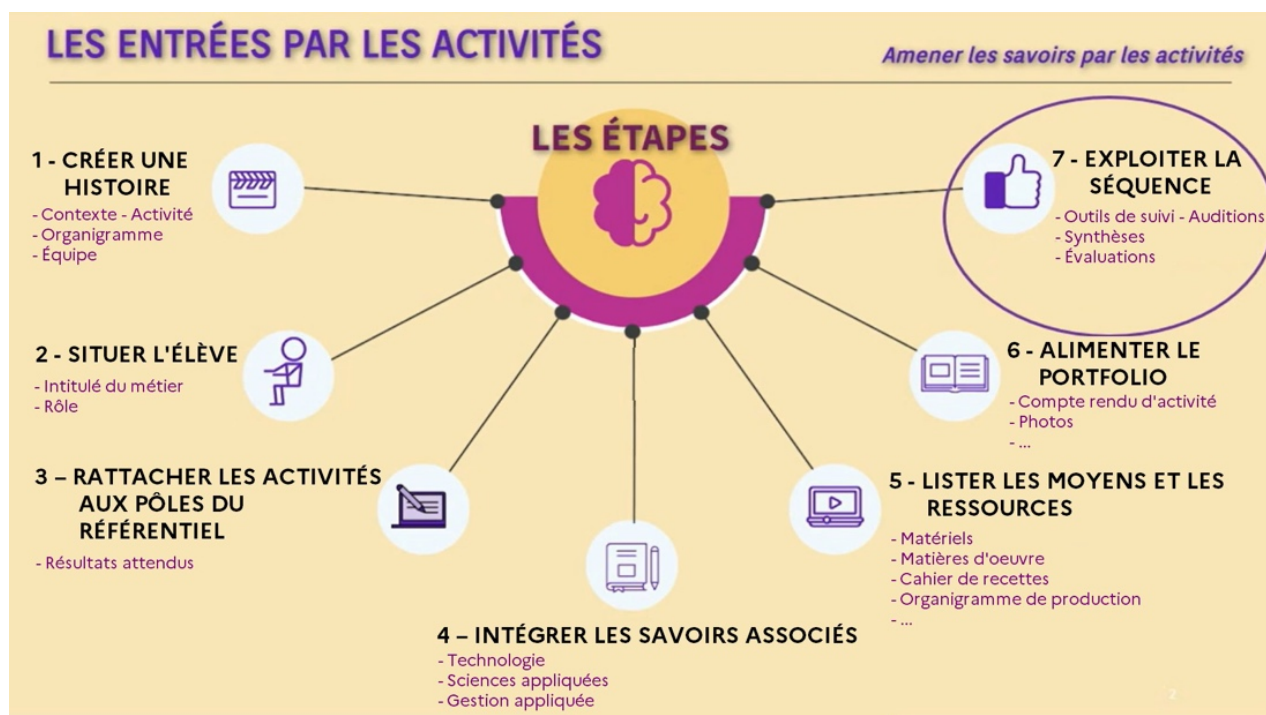 LES ENTRÉES PAR LES ACTIVITÉS
Amener les savoirs par les activités
LES ÉTAPES
1 - CRÉER UNE
HISTOIRE
- Contexte - Activité
- Organigramme
- Équipe
2 - SITUER L'ÉLÈVE
- Intitulé du métier
- Rôle
3 – RATTACHER LES ACTIVITÉS
AUX PÔLES DU
RÉFÉRENTIEL
- Résultats attendus
4 – INTÉGRER LES SAVOIRS ASSOCIÉS
- Technologie
- Sciences appliquées
- Gestion appliquée
5 - LISTER LES MOYENS ET LES
RESSOURCES
- Matériels
- Matières d'oeuvre
- Cahier de recettes
- Organigramme de production
- ...
6 - ALIMENTER LE
PORTFOLIO
- Compte rendu d'activité
- Photos
- ...
7 - EXPLOITER LA
SÉQUENCE
- Outils de suivi - Auditions
- Synthèses
- Évaluations
2